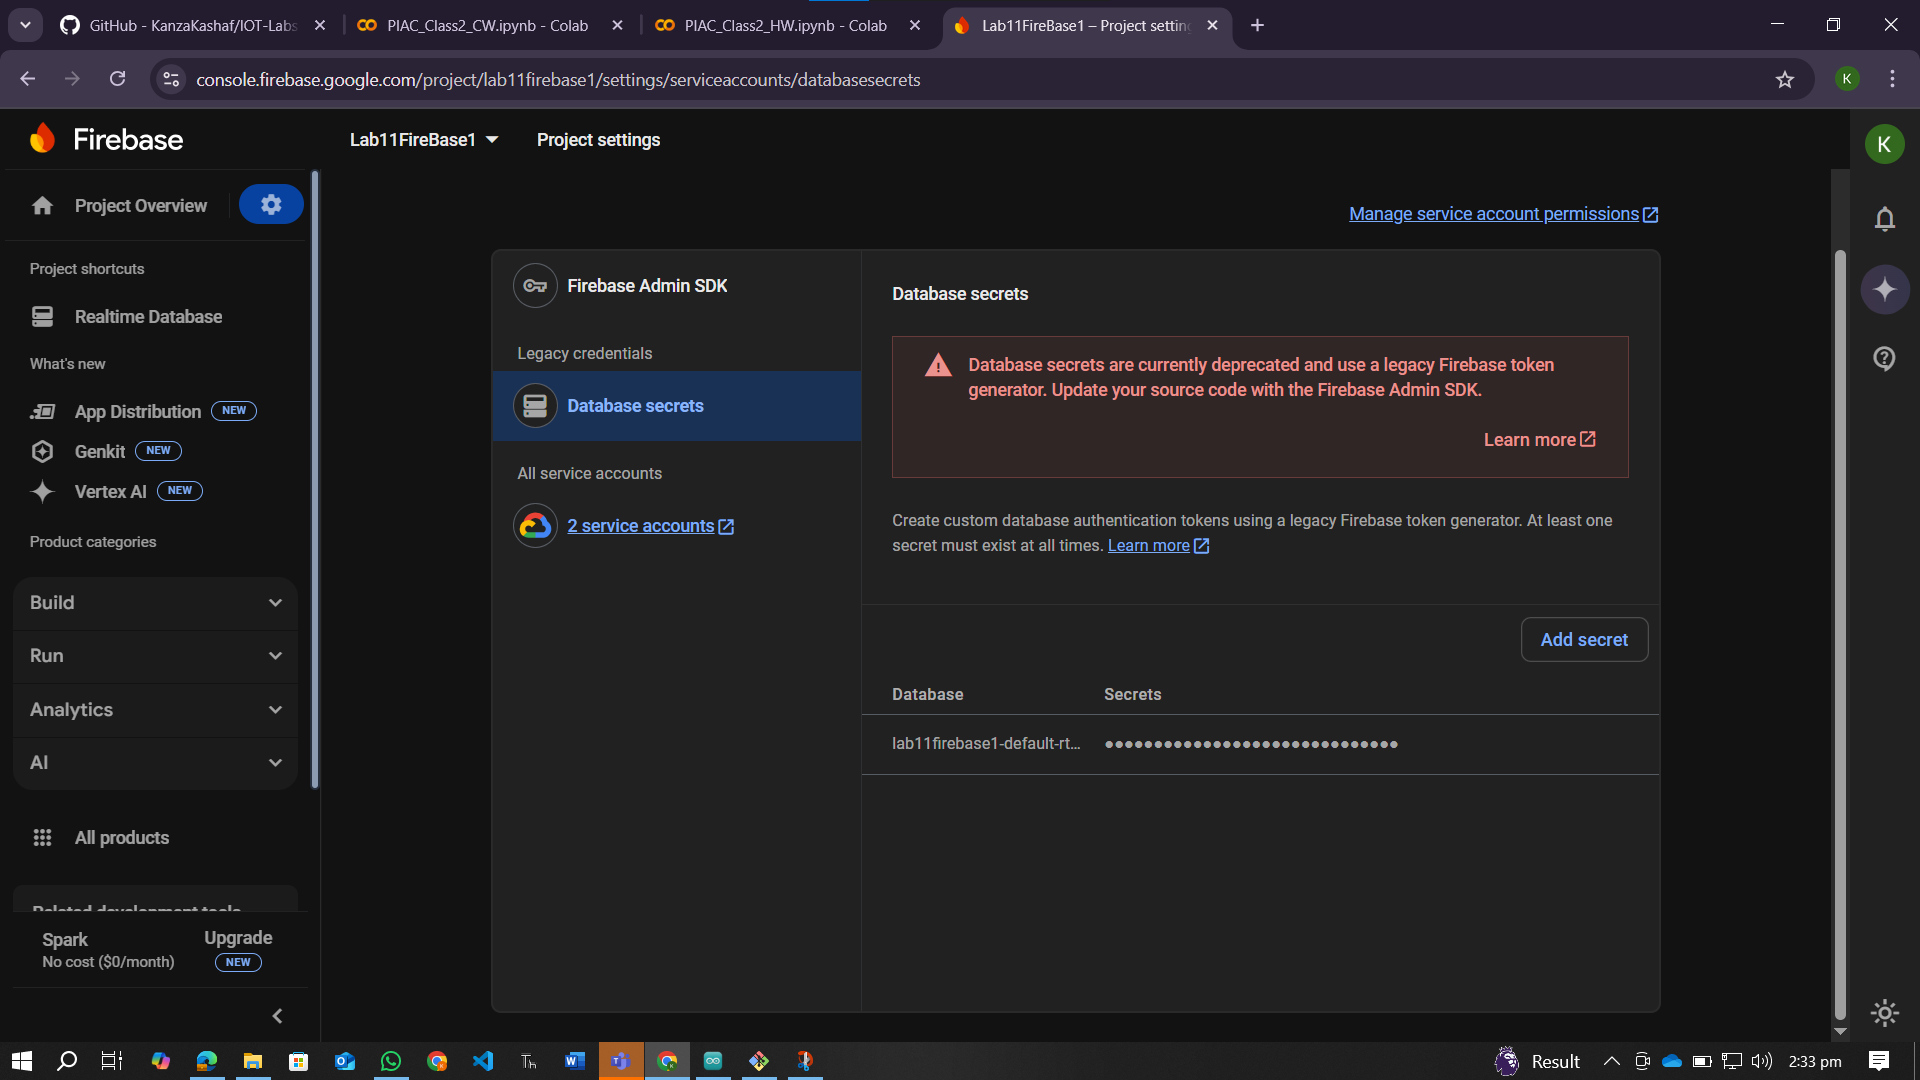 GitHub - KanzaKashaf/IOT-Labs
PIAC_Class2_CW.ipynb - Colab
PIAC_Class2_HW.ipynb - Colab
Lab11FireBase1 – Project setting
console.firebase.google.com/project/lab11firebase1/settings/serviceaccounts/databasesecrets
K
Firebase
Lab11FireBase1
Project settings
K
Project Overview
Manage service account permissions
Project shortcuts
Realtime Database
What's new
App Distribution NEW
Genkit NEW
Vertex AI NEW
Product categories
Build
Run
Analytics
AI
All products
Related development tools
Spark
No cost ($0/month)
Upgrade
NEW
Firebase Admin SDK
Legacy credentials
Database secrets
All service accounts
2 service accounts
Database secrets
Database secrets are currently deprecated and use a legacy Firebase token
generator. Update your source code with the Firebase Admin SDK.
Learn more
Create custom database authentication tokens using a legacy Firebase token generator. At least one
secret must exist at all times. Learn more
Add secret
Database Secrets
lab11firebase1-default-rt... ••••••••••••••••••••••••••••••
Result
2:33 pm